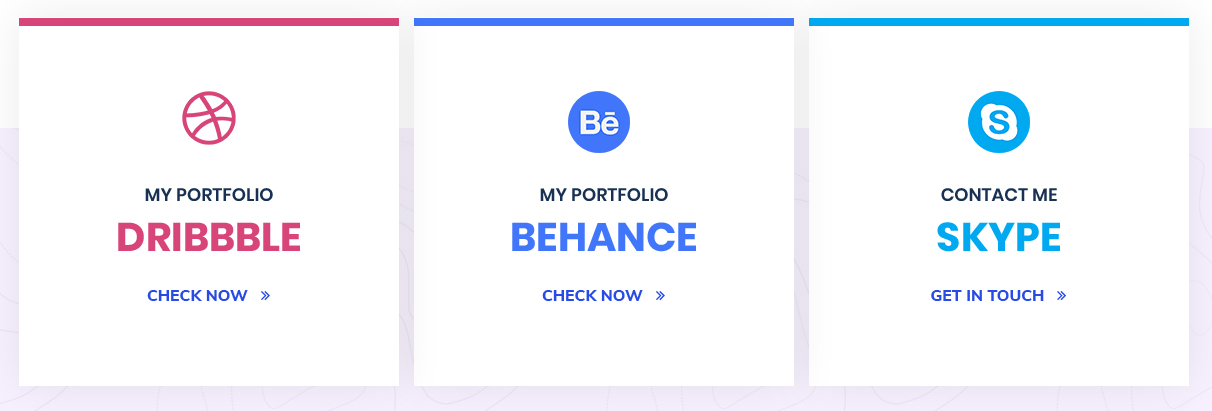 Bē
MY PORTFOLIO
DRIBBBLE
CHECK NOW »
MY PORTFOLIO
BEHANCE
CHECK NOW »
S
CONTACT ME
SKYPE
GET IN TOUCH »